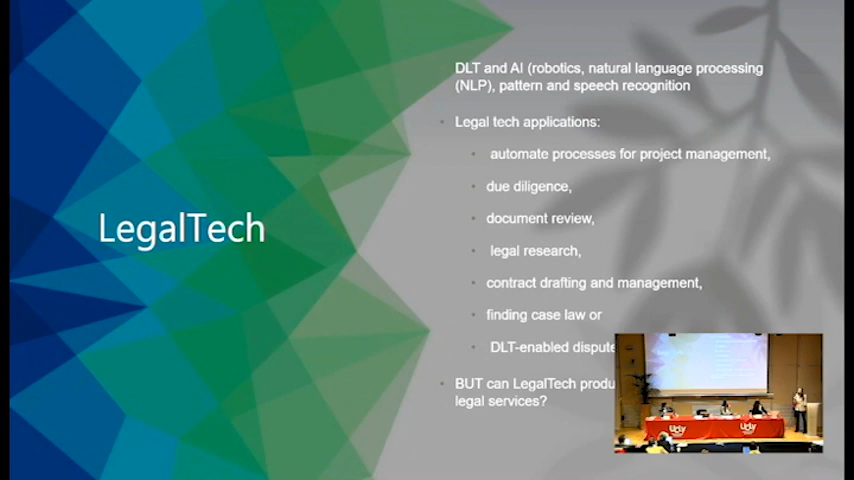 LegalTech
DLT and AI (robotics, natural language processing
(NLP), pattern and speech recognition
Legal tech applications:
automate processes for project management,
due diligence,
document review,
legal research,
contract drafting and management,
finding case law or
DLT-enabled dispute
BUT can LegalTech
legal services?